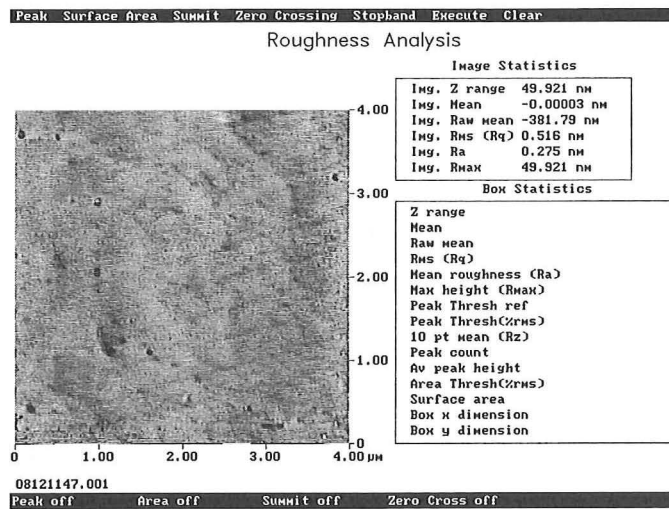 Peak Surface Area Summit Zero Crossing Stopband Execute Clear
Roughness Analysis
Image Statistics
Img. Z range 49.921 nm
Img. Mean -0.00003 nm
Img. Raw mean -381.79 nm
Img. Rms (Rq) 0.516 nm
Img. Ra 0.275 nm
Img. Rmax 49.921 nm
Box Statistics
Z range
Mean
Raw mean
Rms (Rq)
Mean roughness (Ra)
Max height (Rmax)
Peak Thresh ref
Peak Thresh(%rms)
10 pt mean (Rz)
Peak count
Av peak height
Area Thresh(%rms)
Surface area
Box x dimension
Box y dimension
4.00
3.00
2.00
1.00
0
0 1.00 2.00 3.00 4.00 µm
08121147.001
Peak off Area off Summit off Zero Cross off